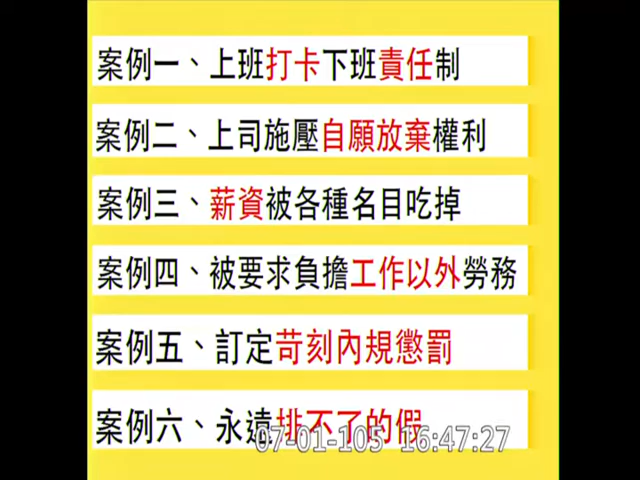 案例一、上班打卡下班責任制
案例二、上司施壓自願放棄權利
案例三、薪資被各種名目吃掉
案例四、被要求負擔工作以外勞務
案例五、訂定苛刻內規懲罰
案例六、永遠排不了的假
07-01-105 16:47:27